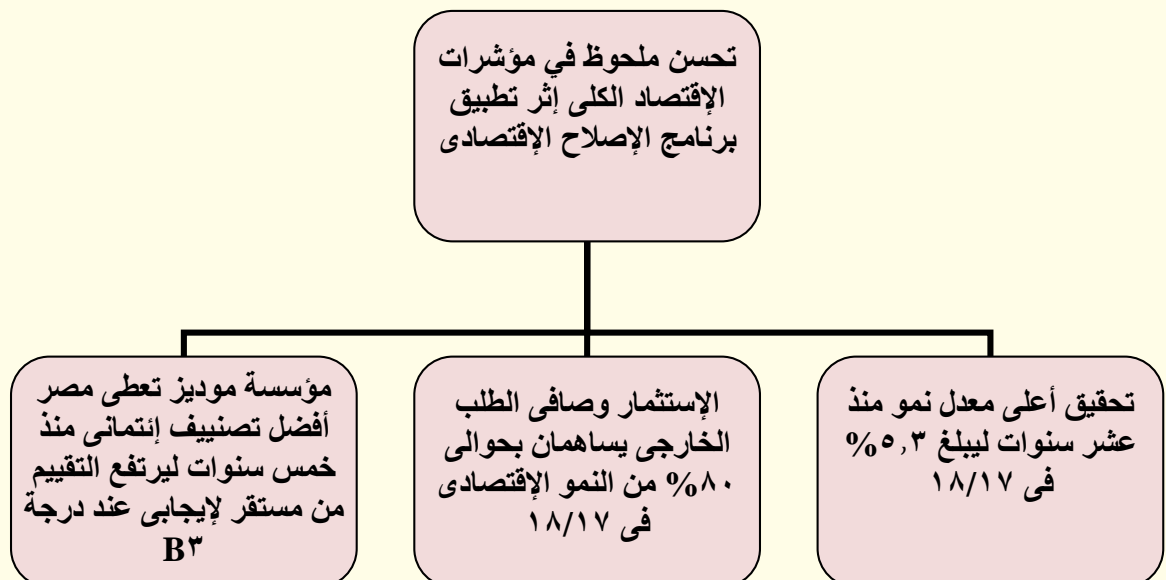 تحسن ملحوظ في مؤشرات
الإقتصاد الكلى إثر تطبيق
برنامج الإصلاح الإقتصادى
تحقيق أعلى معدل نمو منذ
عشر سنوات ليبلغ ٥,٣%
فى ١٨/١٧
الإستثمار وصافى الطلب
الخارجى يساهمان بحوالى
٨٠% من النمو الإقتصادى
فى ١٨/١٧
مؤسسة موديز تعطى مصر
أفضل تصنييف إئتمانى منذ
خمس سنوات ليرتفع التقييم
من مستقر لإيجابى عند درجة
B٣